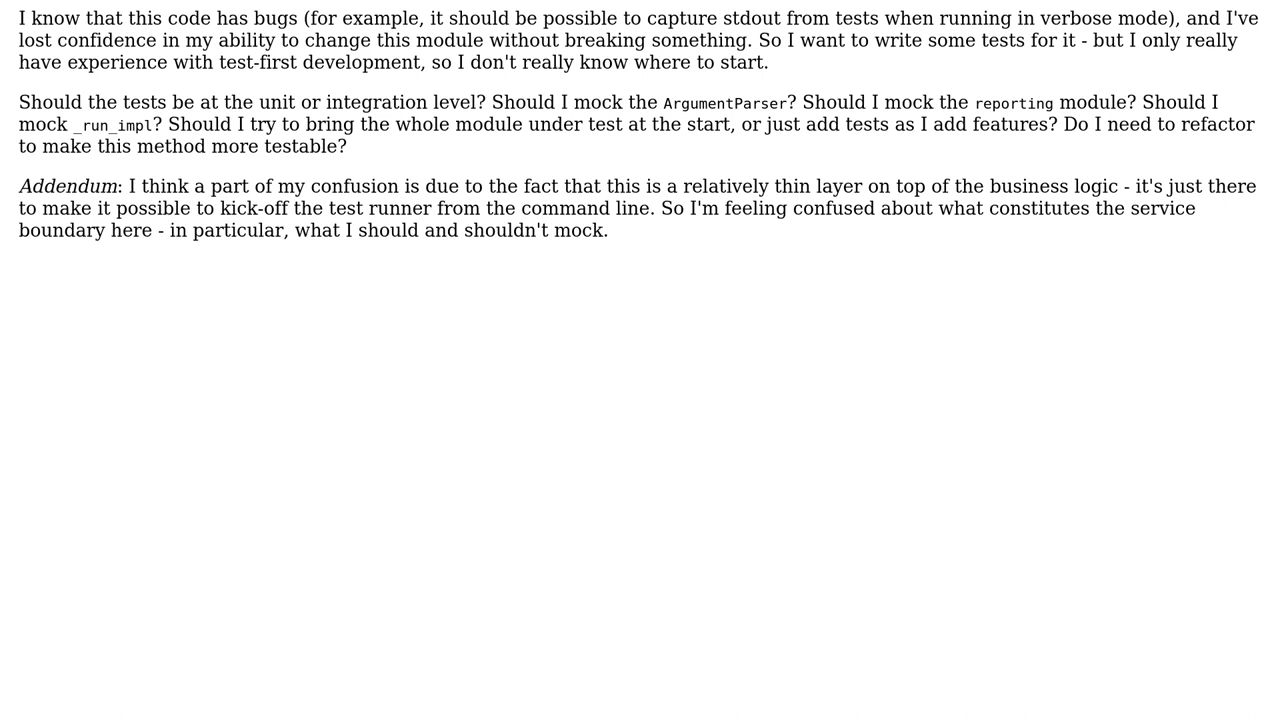 I know that this code has bugs (for example, it should be possible to capture stdout from tests when running in verbose mode), and I've
lost confidence in my ability to change this module without breaking something. So I want to write some tests for it - but I only really
have experience with test-first development, so I don't really know where to start.
Should the tests be at the unit or integration level? Should I mock the ArgumentParser? Should I mock the reporting module? Should I
mock _run_impl? Should I try to bring the whole module under test at the start, or just add tests as I add features? Do I need to refactor
to make this method more testable?
Addendum: I think a part of my confusion is due to the fact that this is a relatively thin layer on top of the business logic - it's just there
to make it possible to kick-off the test runner from the command line. So I'm feeling confused about what constitutes the service
boundary here - in particular, what I should and shouldn't mock.